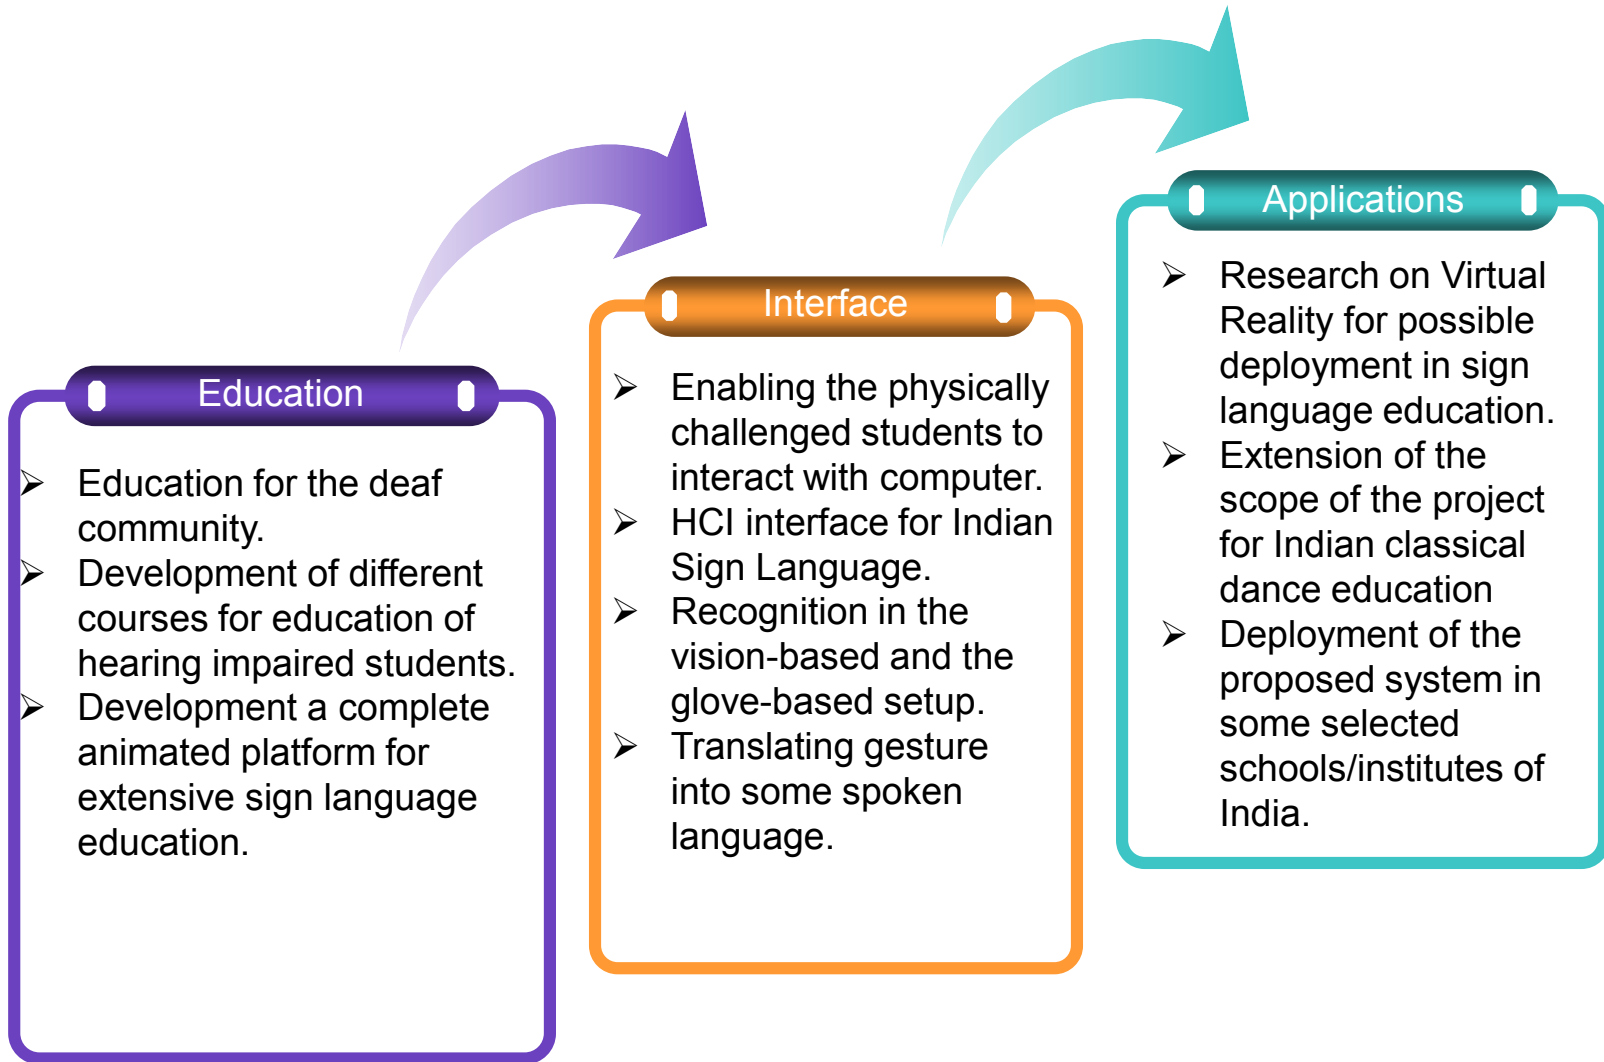 Education
➢ Education for the deaf
community.
➢ Development of different
courses for education of
hearing impaired students.
➢ Development a complete
animated platform for
extensive sign language
education.
Interface
➢ Enabling the physically
challenged students to
interact with computer.
➢ HCI interface for Indian
Sign Language.
➢ Recognition in the
vision-based and the
glove-based setup.
➢ Translating gesture
into some spoken
language.
Applications
➢ Research on Virtual
Reality for possible
deployment in sign
language education.
➢ Extension of the
scope of the project
for Indian classical
dance education
➢ Deployment of the
proposed system in
some selected
schools/institutes of
India.